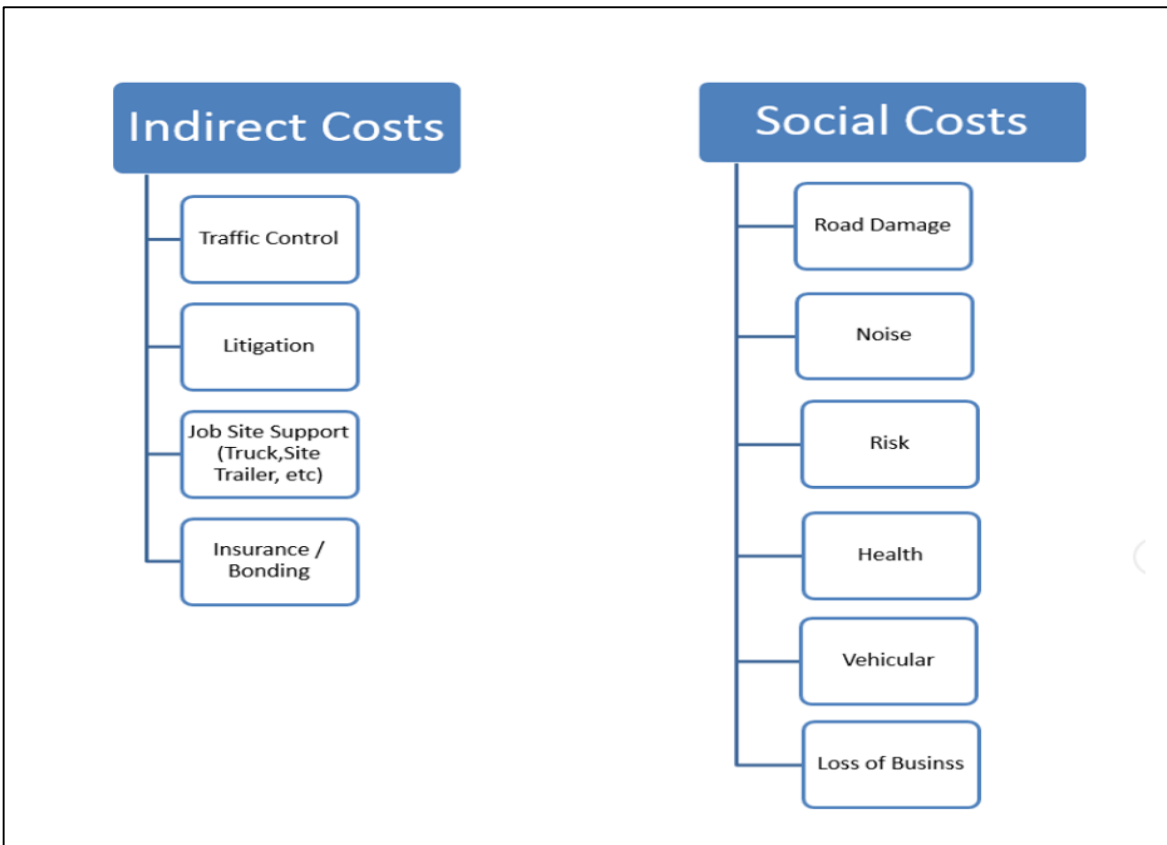 Indirect Costs
Traffic Control
Litigation
Job Site Support
(Truck,Site
Trailer, etc)
Insurance /
Bonding
Social Costs
Road Damage
Noise
Risk
Health
Vehicular
Loss of Businss